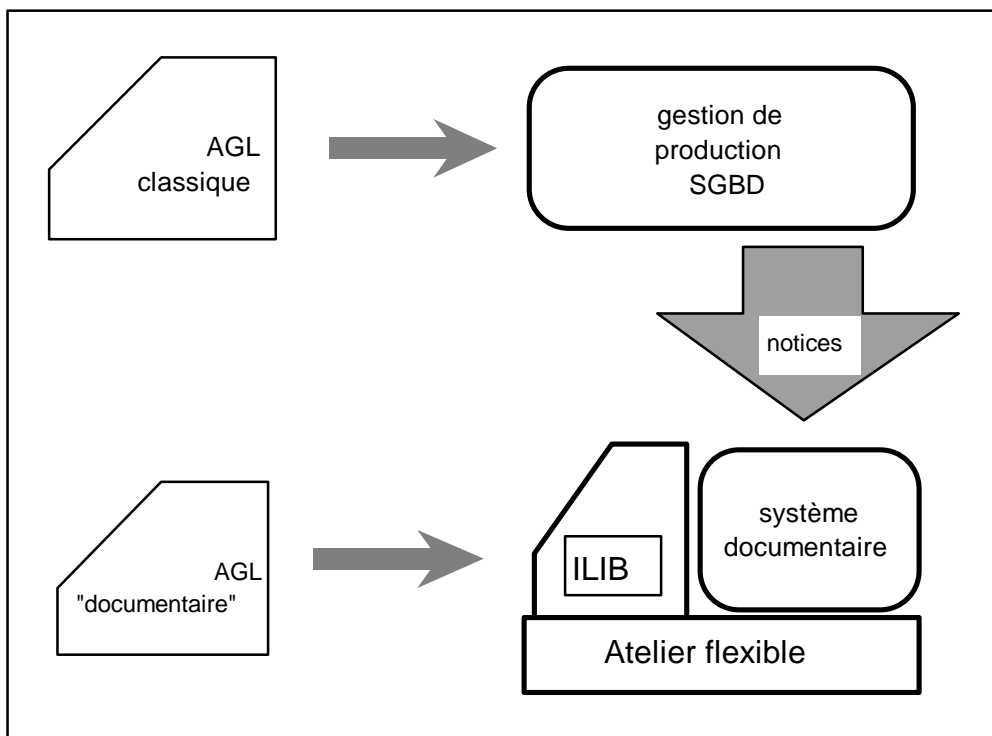 AGL
classique
gestion de
production
SGBD
notices
AGL
"documentaire"
ILIB
système
documentaire
Atelier flexible